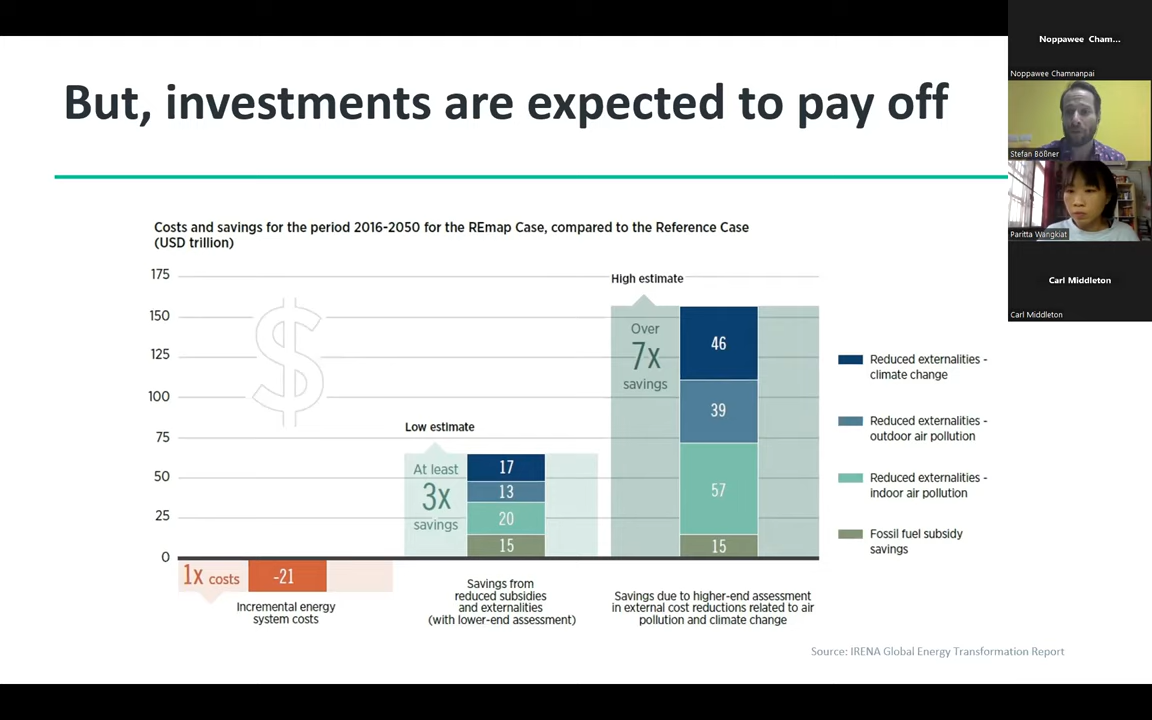 But, investments are expected to pay off
Costs and savings for the period 2016-2050 for the REmap Case, compared to the Reference Case
(USD trillion)
175
150
125
100
75
50
25
0
$
1x costs
-21
Incremental energy
system costs
Low estimate
At least
3x
savings
17
13
20
15
Savings from
reduced subsidies
and externalities
(with lower-end assessment)
High estimate
Over
7x
savings
46
39
57
15
Savings due to higher-end assessment
in external cost reductions related to air
pollution and climate change
Reduced externalities -
climate change
Reduced externalities -
outdoor air pollution
Reduced externalities -
indoor air pollution
Fossil fuel subsidy
savings
Source: IRENA Global Energy Transformation Report
Noppawee Cham...
Noppawee Chamnanpai
Stefan Bößner
Paritta Wangkiat
Carl Middleton
Carl Middleton